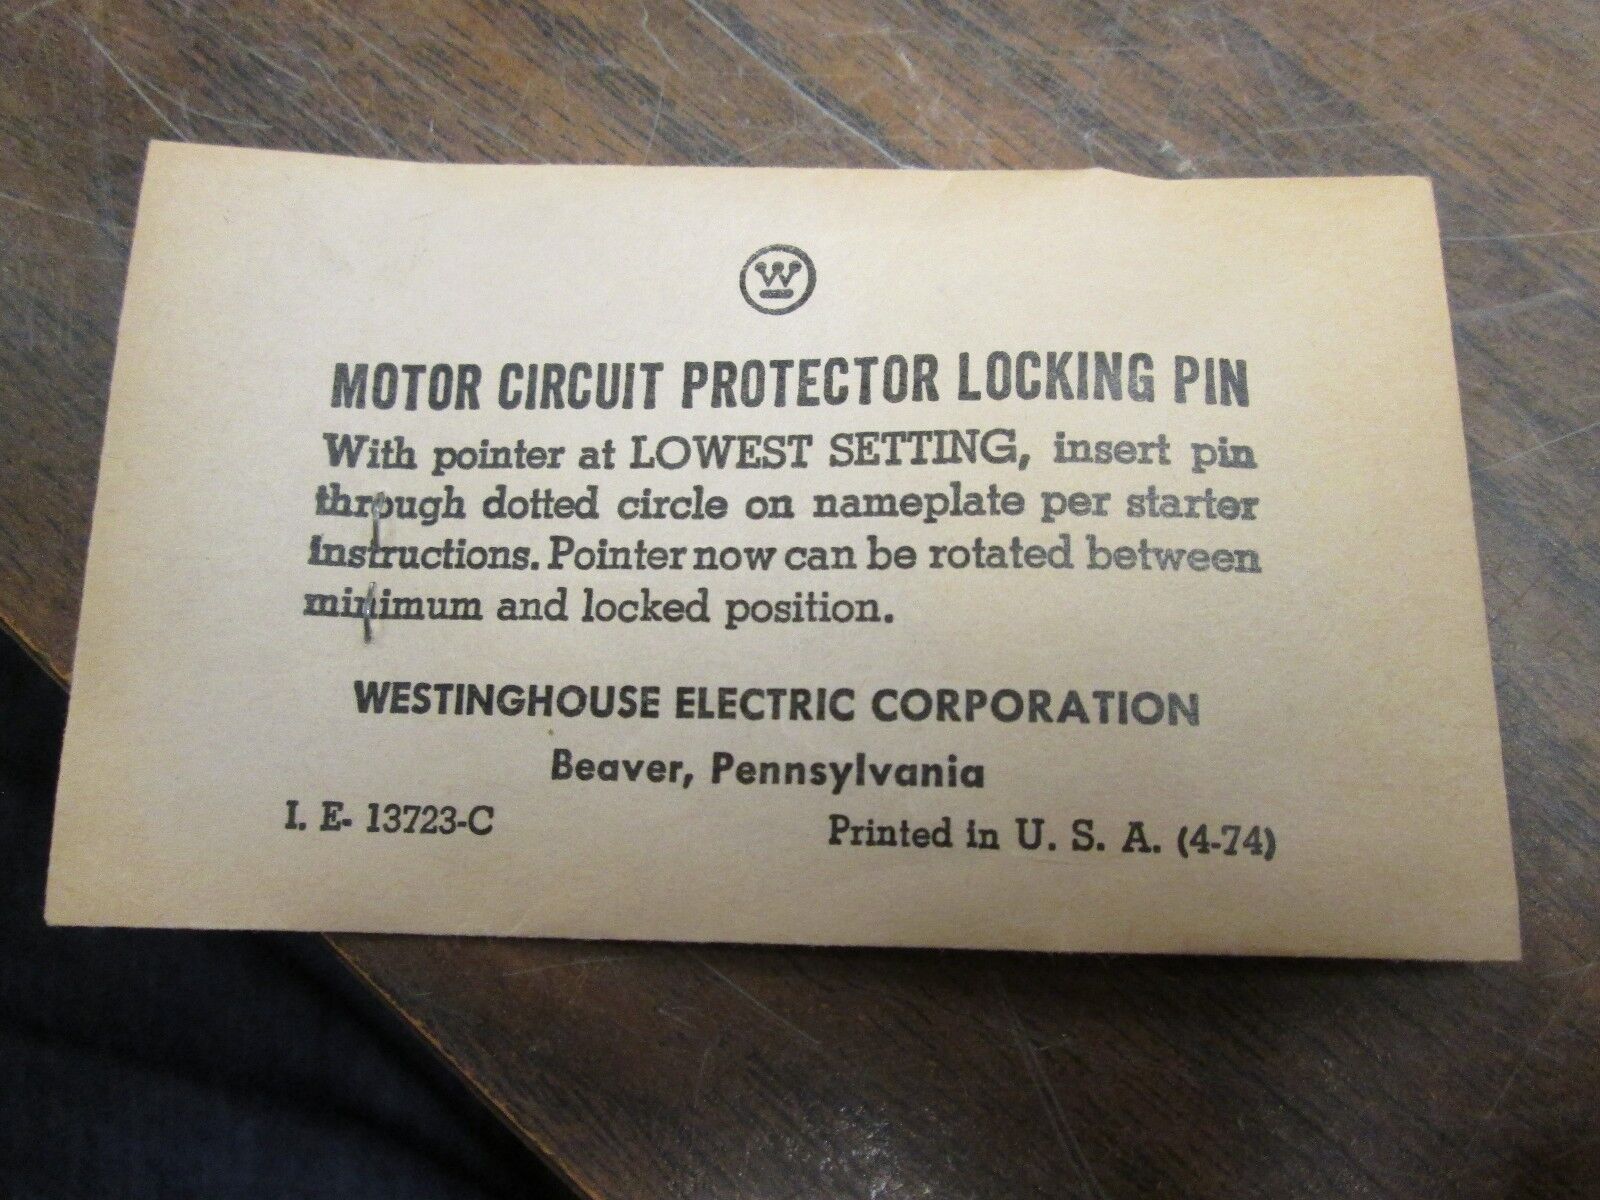 W
MOTOR CIRCUIT PROTECTOR LOCKING PIN
With pointer at LOWEST SETTING, insert pin
through dotted circle on nameplate per starter
instructions. Pointer now can be rotated between
minimum and locked position.
WESTINGHOUSE ELECTRIC CORPORATION
Beaver, Pennsylvania
I. E- 13723-C
Printed in U. S. A. (4-74)